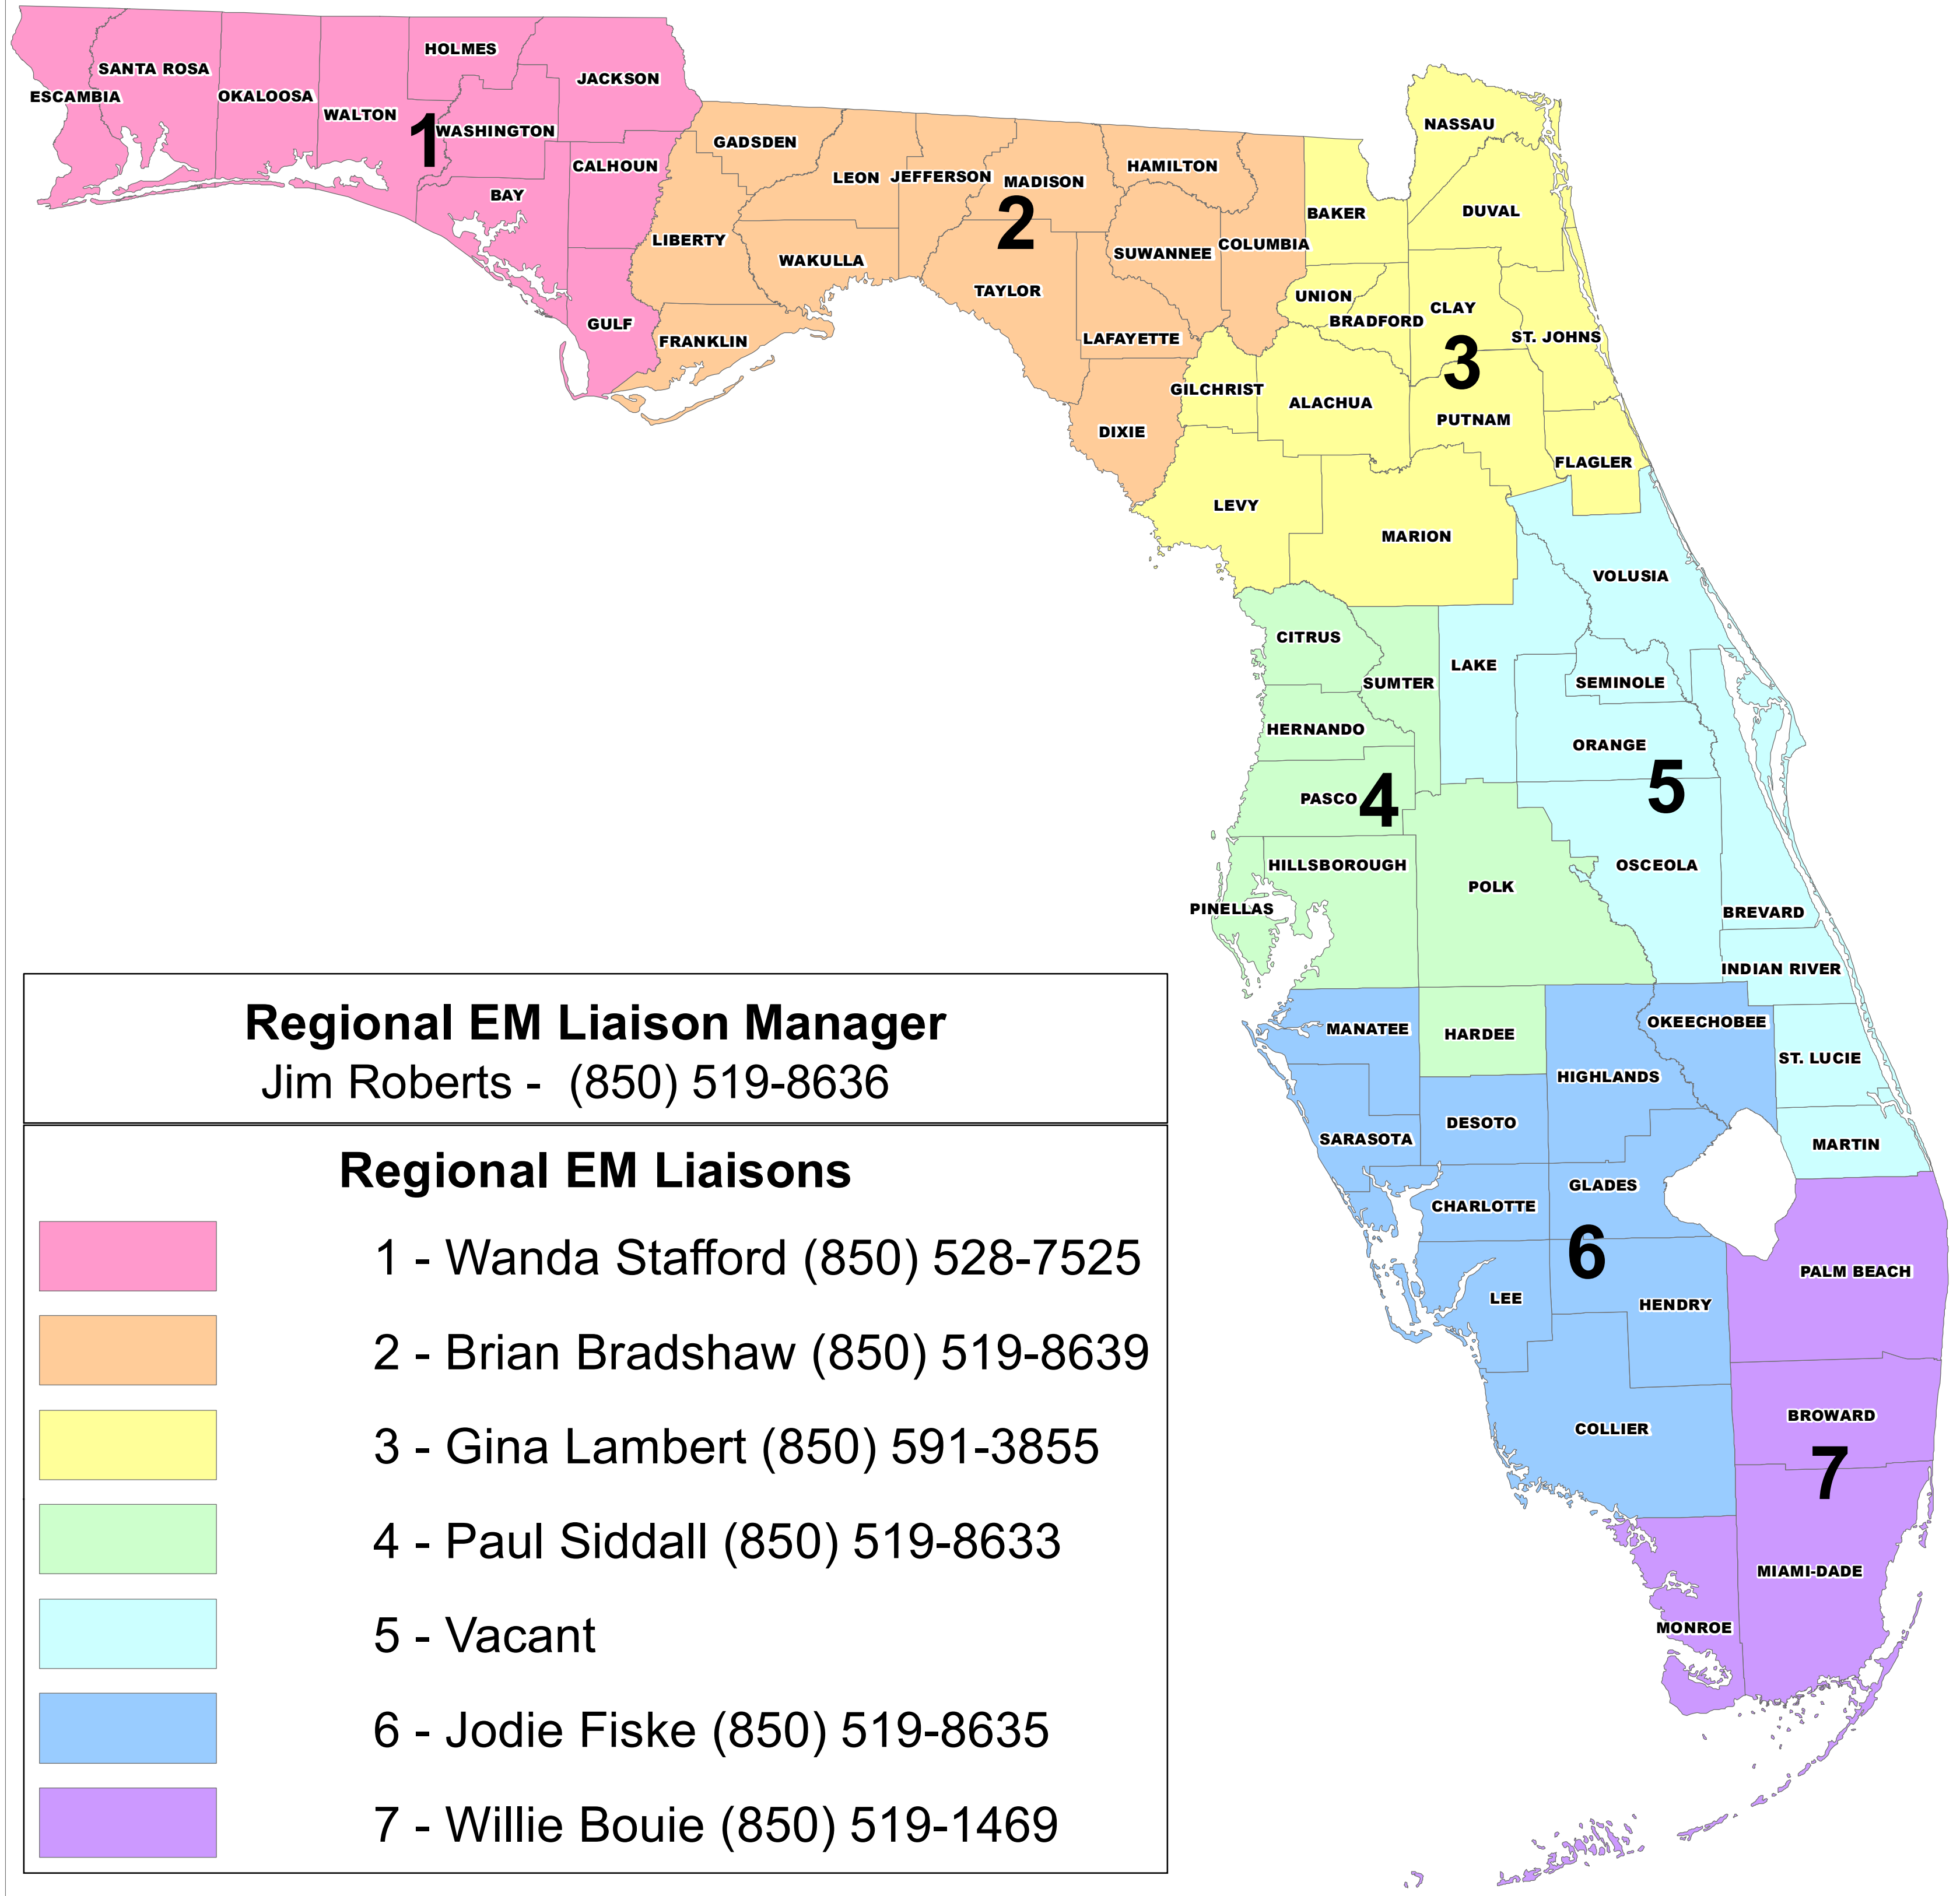 HOLMES
SANTA ROSA
JACKSON
ESCAMBIA
OKALOOSA
WALTON
1
WASHINGTON
CALHOUN
BAY
GULF
GADSDEN
LEON
JEFFERSON
MADISON
HAMILTON
2
LIBERTY
WAKULLA
SUWANNEE
COLUMBIA
TAYLOR
FRANKLIN
LAFAYETTE
DIXIE
NASSAU
BAKER
DUVAL
UNION
BRADFORD
CLAY
ST. JOHNS
3
GILCHRIST
ALACHUA
PUTNAM
FLAGLER
LEVY
MARION
VOLUSIA
CITRUS
SUMTER
LAKE
SEMINOLE
HERNANDO
ORANGE
PASCO
4
5
HILLSBOROUGH
POLK
OSCEOLA
PINELLAS
BREVARD
INDIAN RIVER
MANATEE
HARDEE
OKEECHOBEE
ST. LUCIE
HIGHLANDS
DESOTO
SARASOTA
MARTIN
GLADES
CHARLOTTE
6
LEE
HENDRY
PALM BEACH
COLLIER
BROWARD
7
MIAMI-DADE
MONROE
Regional EM Liaison Manager
Jim Roberts - (850) 519-8636
Regional EM Liaisons
1 - Wanda Stafford (850) 528-7525
2 - Brian Bradshaw (850) 519-8639
3 - Gina Lambert (850) 591-3855
4 - Paul Siddall (850) 519-8633
5 - Vacant
6 - Jodie Fiske (850) 519-8635
7 - Willie Bouie (850) 519-1469